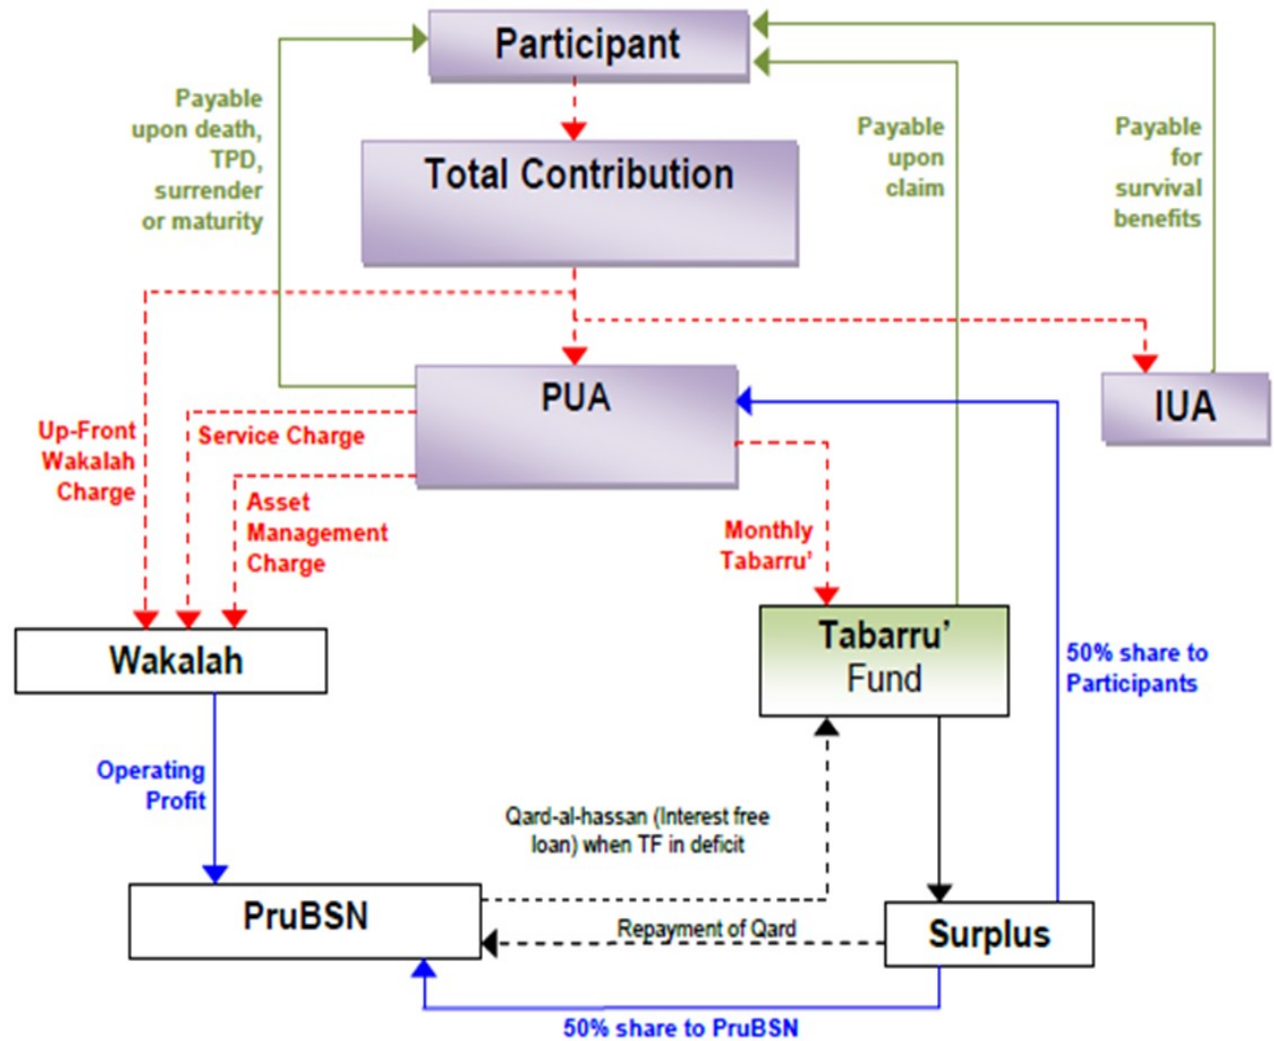 Participant
Payable
upon death,
TPD,
surrender
or maturity
Total Contribution
Payable
upon
claim
Payable
for
survival
benefits
PUA
IUA
Up-Front
Wakalah
Charge
Service Charge
Asset
Management
Charge
Monthly
Tabarru’
Wakalah
Tabarru’
Fund
50% share to
Participants
Operating
Profit
Qard-al-hassan (Interest free
loan) when TF in deficit
PruBSN
Repayment of Qard
Surplus
50% share to PruBSN